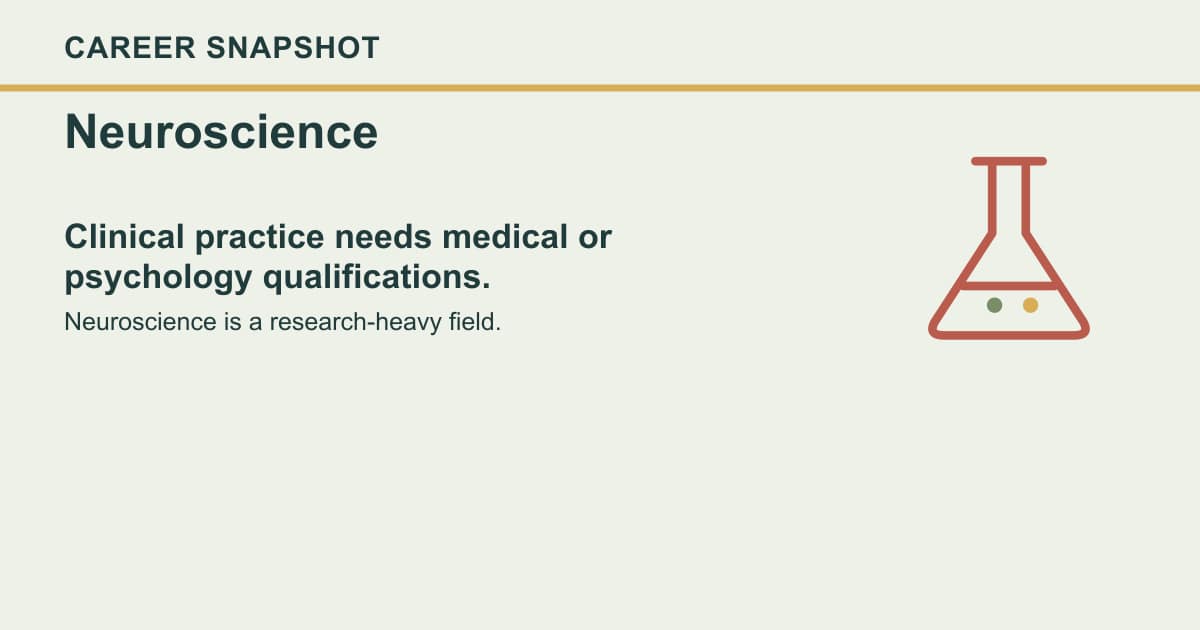 CAREER SNAPSHOT
Neuroscience
Clinical practice needs medical or
psychology qualifications.
Neuroscience is a research-heavy field.